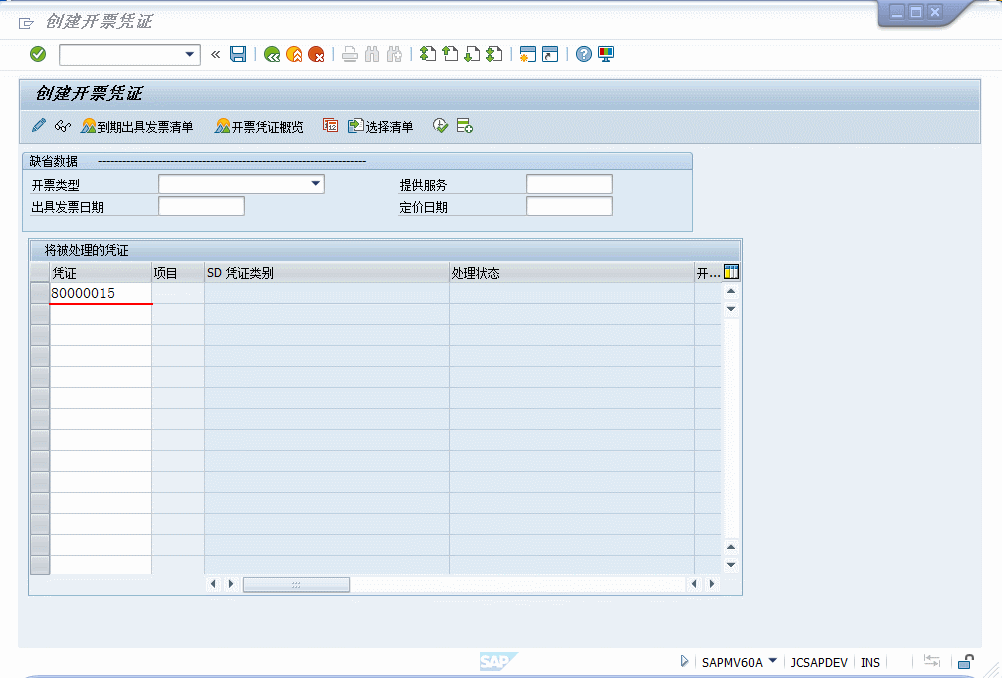 创建开票凭证
创建开票凭证
到期出具发票清单 开票凭证概览 选择清单
缺省数据
开票类型 提供服务
出具发票日期 定价日期
将被处理的凭证
凭证 项目 SD 凭证类别 处理状态 开...
80000015
SAP SAPMV60A JCSAPDEV INS